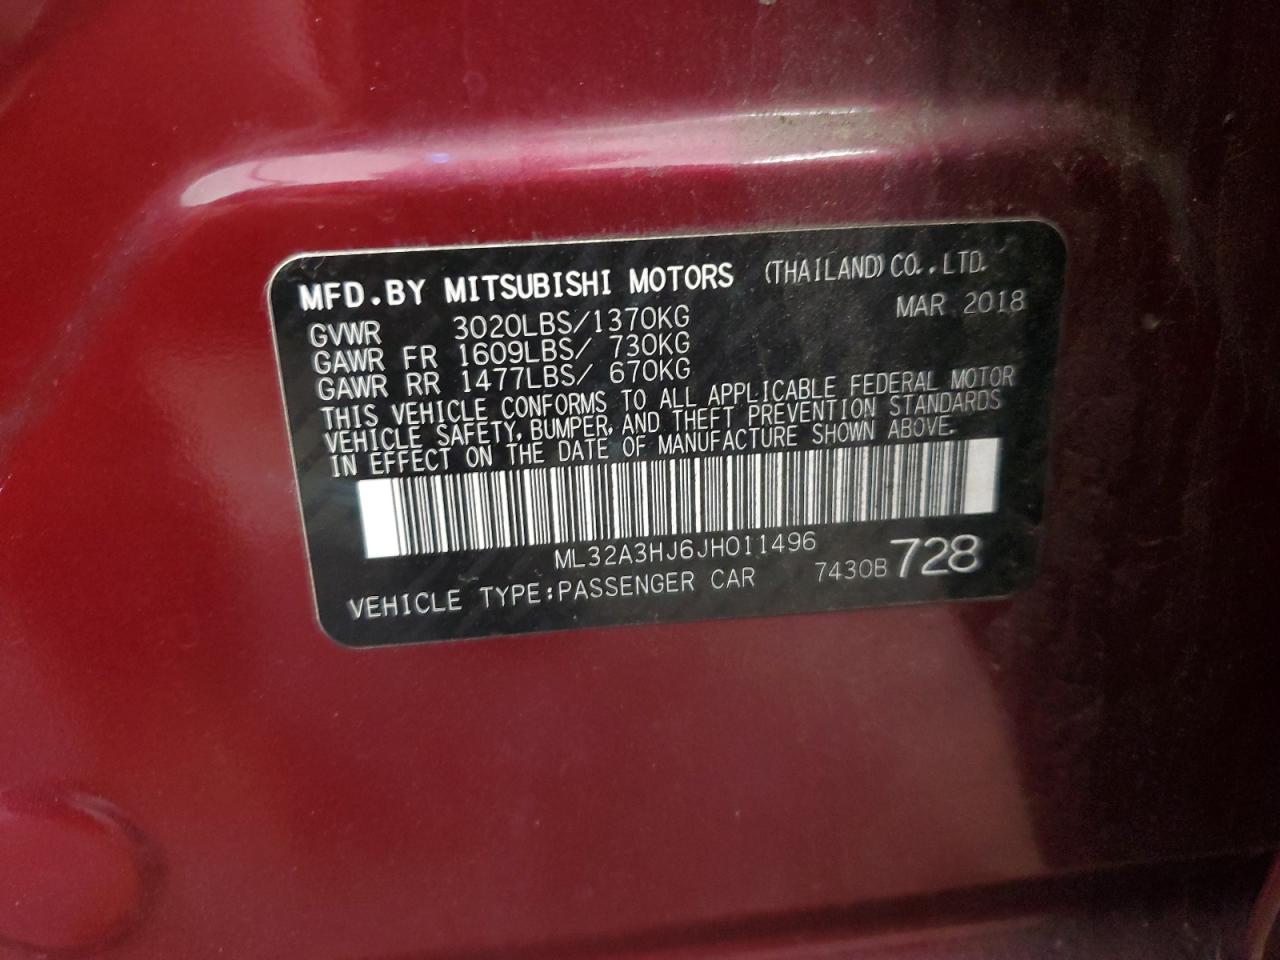 MFD.BY MITSUBISHI MOTORS (THAILAND) CO.,LTD.
MAR 2018
GVWR 3020LBS/1370KG
GAWR FR 1609LBS/ 730KG
GAWR RR 1477LBS/ 670KG
THIS VEHICLE CONFORMS TO ALL APPLICABLE FEDERAL MOTOR
VEHICLE SAFETY, BUMPER, AND THEFT PREVENTION STANDARDS
IN EFFECT ON THE DATE OF MANUFACTURE SHOWN ABOVE.
ML32A3HJ6JH011496
VEHICLE TYPE:PASSENGER CAR 7430B 728